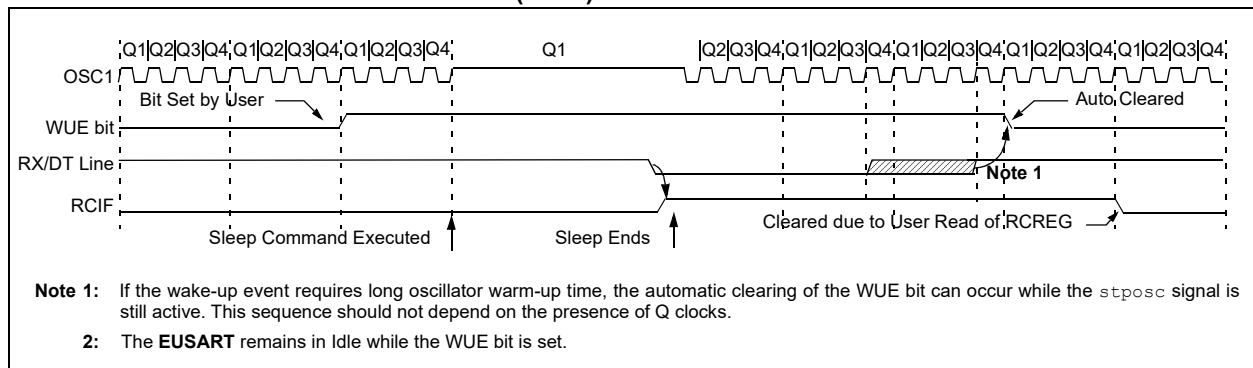 Q1|Q2|Q3|Q4|Q1|Q2|Q3|Q4|Q1|Q2|Q3|Q4 Q1 |Q2|Q3|Q4|Q1|Q2|Q3|Q4|Q1|Q2|Q3|Q4|Q1|Q2|Q3|Q4|Q1|Q2|Q3|Q4
OSC1
Bit Set by User Auto Cleared
WUE bit
RX/DT Line
Note 1
RCIF
Cleared due to User Read of RCREG
Sleep Command Executed Sleep Ends
Note 1: If the wake-up event requires long oscillator warm-up time, the automatic clearing of the WUE bit can occur while the stposc signal is
still active. This sequence should not depend on the presence of Q clocks.
2: The EUSART remains in Idle while the WUE bit is set.